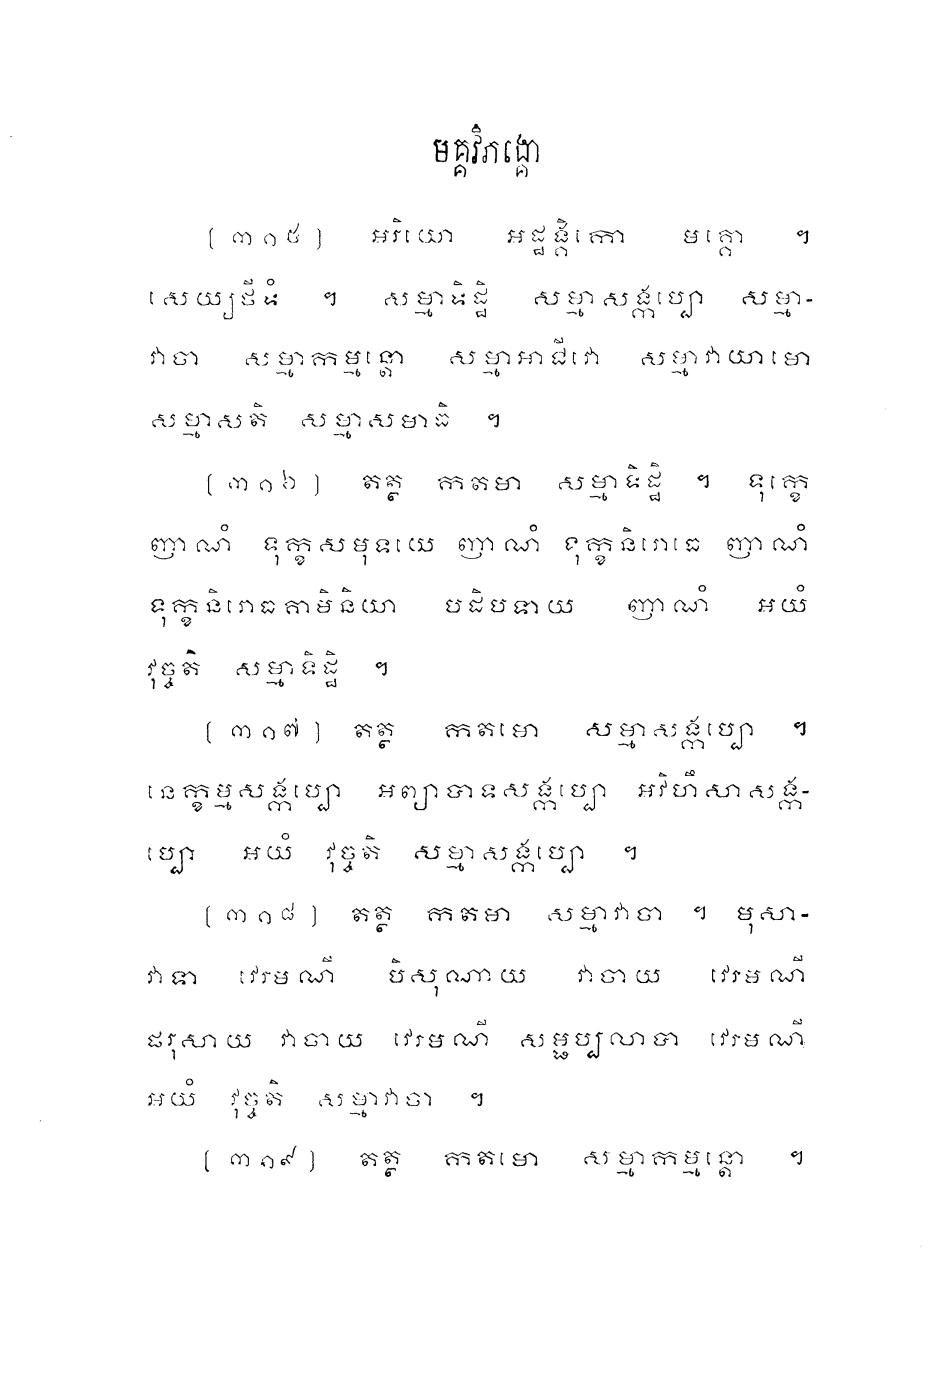 មគ្គវិភង្គោ
[៣១៥] អរិយោ អដ្ឋង្គិកោ មគ្គោ ។
សេយ្យថីទំ ។ សម្មាទិដ្ឋិ សម្មាសង្កប្បោ សម្មា-
វាចា សម្មាកម្មន្តោ សម្មាអាជីវោ សម្មាវាយាមោ
សម្មាសតិ សម្មាសមាធិ ។
[៣១៦] តត្ថ កតមា សម្មាទិដ្ឋិ ។ ទុក្ខេ
ញាណំ ទុក្ខសមុទយេ ញាណំ ទុក្ខនិរោធេ ញាណំ
ទុក្ខនិរោធគាមិនិយា បដិបទាយ ញាណំ អយំ
វុច្ចតិ សម្មាទិដ្ឋិ ។
[៣១៧] តត្ថ កតមោ សម្មាសង្កប្បោ ។
នេក្ខម្មសង្កប្បោ អព្យាបាទសង្កប្បោ អវិហឹសាសង្ក-
ប្បោ អយំ វុច្ចតិ សម្មាសង្កប្បោ ។
[៣១៨] តត្ថ កតមា សម្មាវាចា ។ មុសា-
វាទា វេរមណី បិសុណាយ វាចាយ វេរមណី
ផរុសាយ វាចាយ វេរមណី សម្ផប្បលាបា វេរមណី
អយំ វុច្ចតិ សម្មាវាចា ។
[៣១៩] តត្ថ កតមោ សម្មាកម្មន្តោ ។